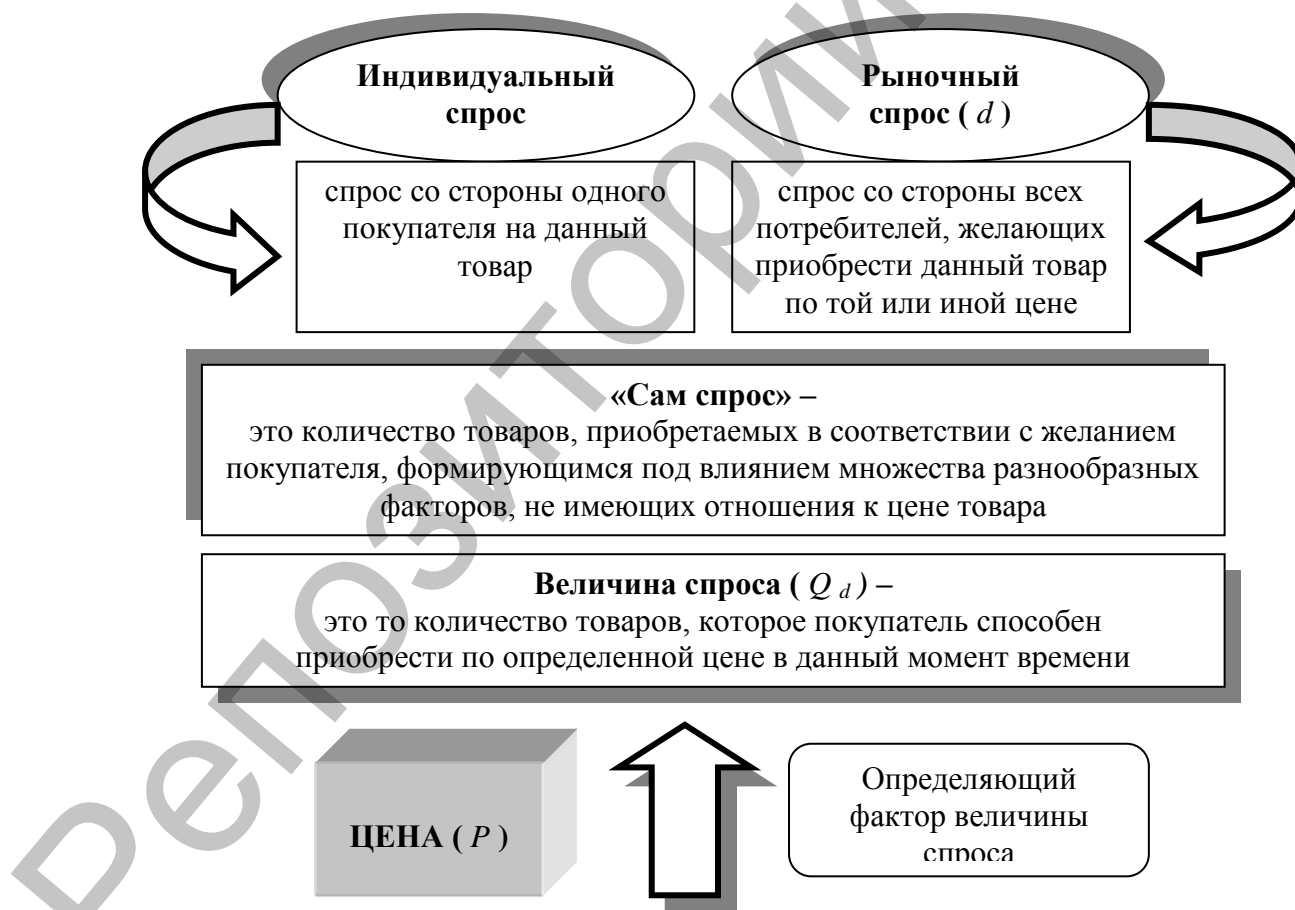 Индивидуальный
спрос
Рыночный
спрос ( d )
спрос со стороны одного
покупателя на данный
товар
спрос со стороны всех
потребителей, желающих
приобрести данный товар
по той или иной цене
«Сам спрос» –
это количество товаров, приобретаемых в соответствии с желанием
покупателя, формирующимся под влиянием множества разнообразных
факторов, не имеющих отношения к цене товара
Величина спроса ( Q d ) –
это то количество товаров, которое покупатель способен
приобрести по определенной цене в данный момент времени
ЦЕНА ( P )
Определяющий
фактор величины
спроса
Репозитории